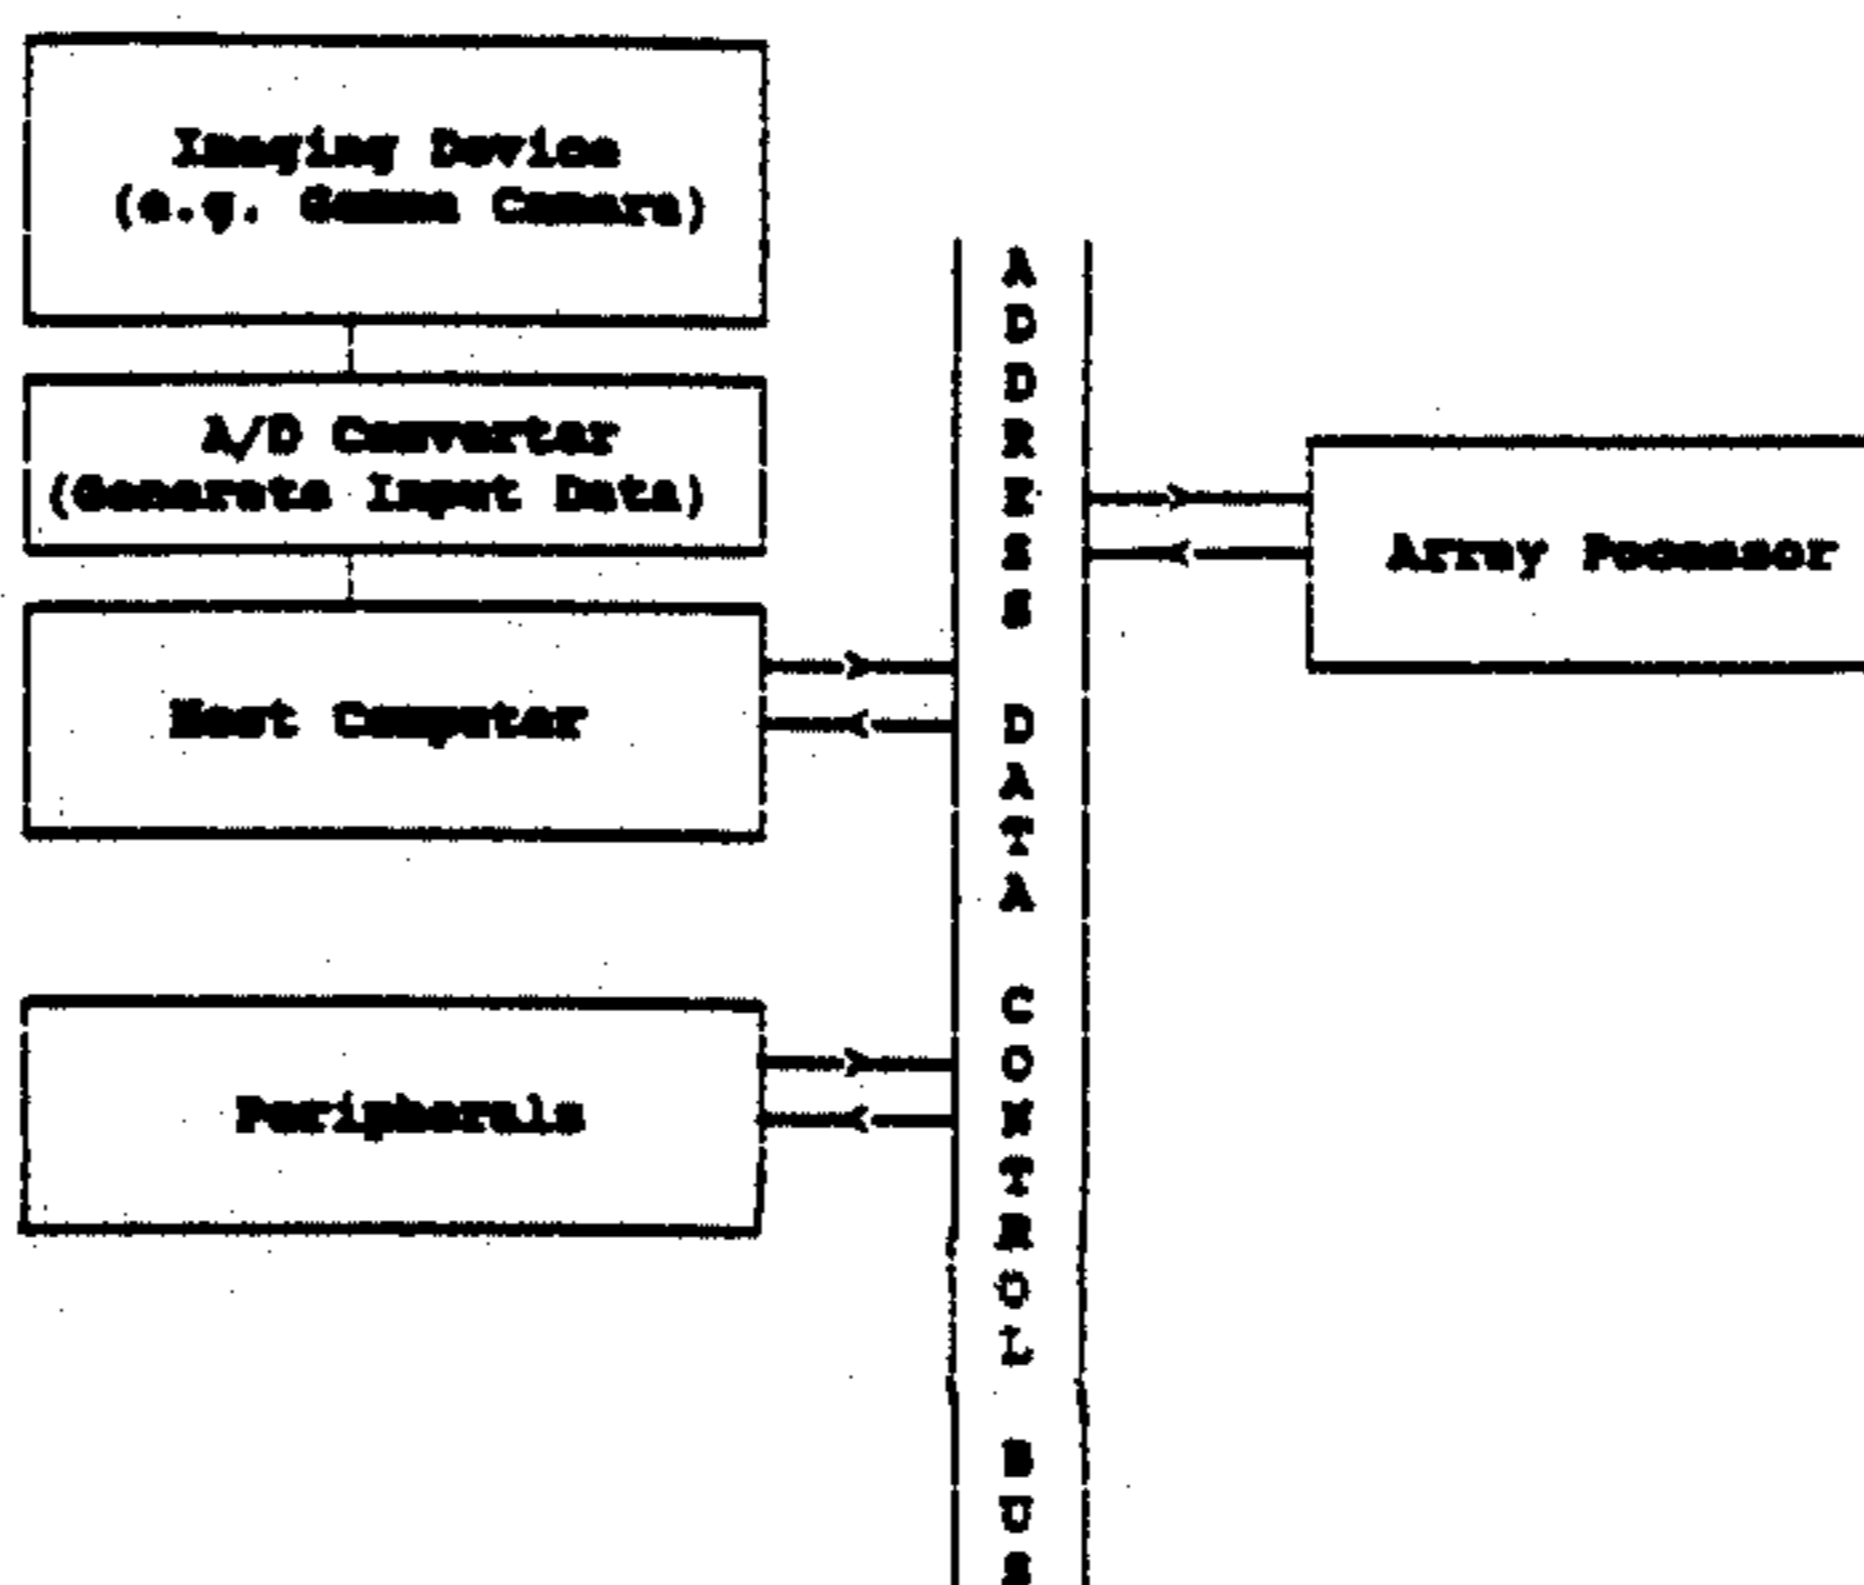 Imaging Device
(e.g. Gamma Camera)
A/D Converter
(Generate Input Data)
Host Computer
Peripherals
ADDRESS DATA CONTROL BUS
Array Pocessor